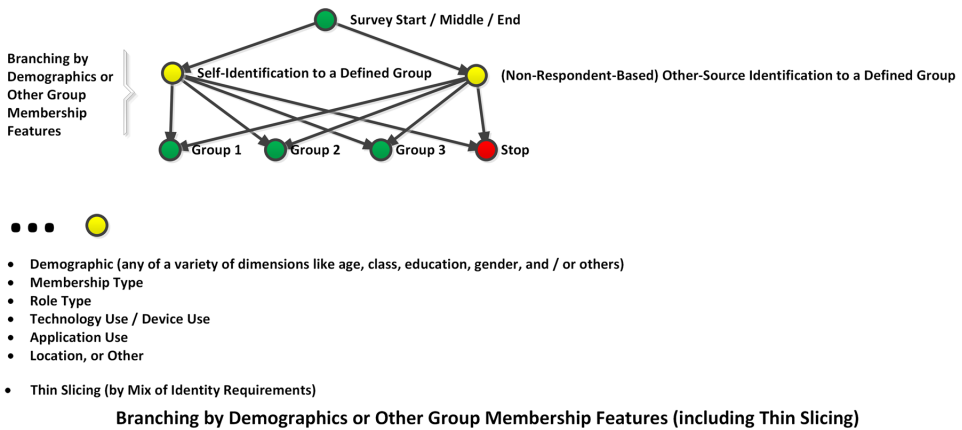 Survey Start / Middle / End
Branching by
Demographics or
Other Group
Membership
Features
Self-Identification to a Defined Group
(Non-Respondent-Based) Other-Source Identification to a Defined Group
Group 1
Group 2
Group 3
Stop
...
• Demographic (any of a variety of dimensions like age, class, education, gender, and / or others)
• Membership Type
• Role Type
• Technology Use / Device Use
• Application Use
• Location, or Other
• Thin Slicing (by Mix of Identity Requirements)
Branching by Demographics or Other Group Membership Features (including Thin Slicing)